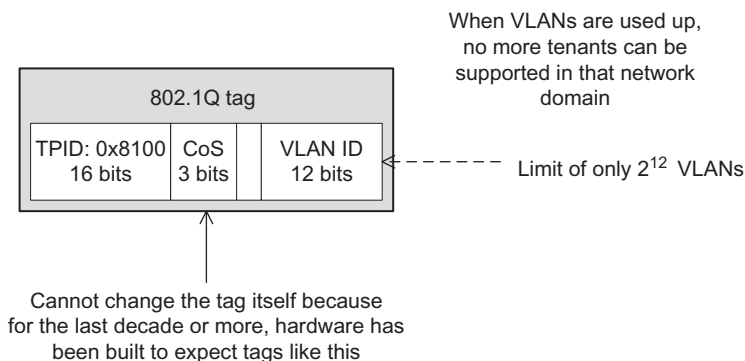 When VLANs are used up,
no more tenants can be
supported in that network
domain
802.1Q tag
TPID: 0x8100
16 bits
CoS
3 bits
VLAN ID
12 bits
Limit of only 2¹² VLANs
Cannot change the tag itself because
for the last decade or more, hardware has
been built to expect tags like this